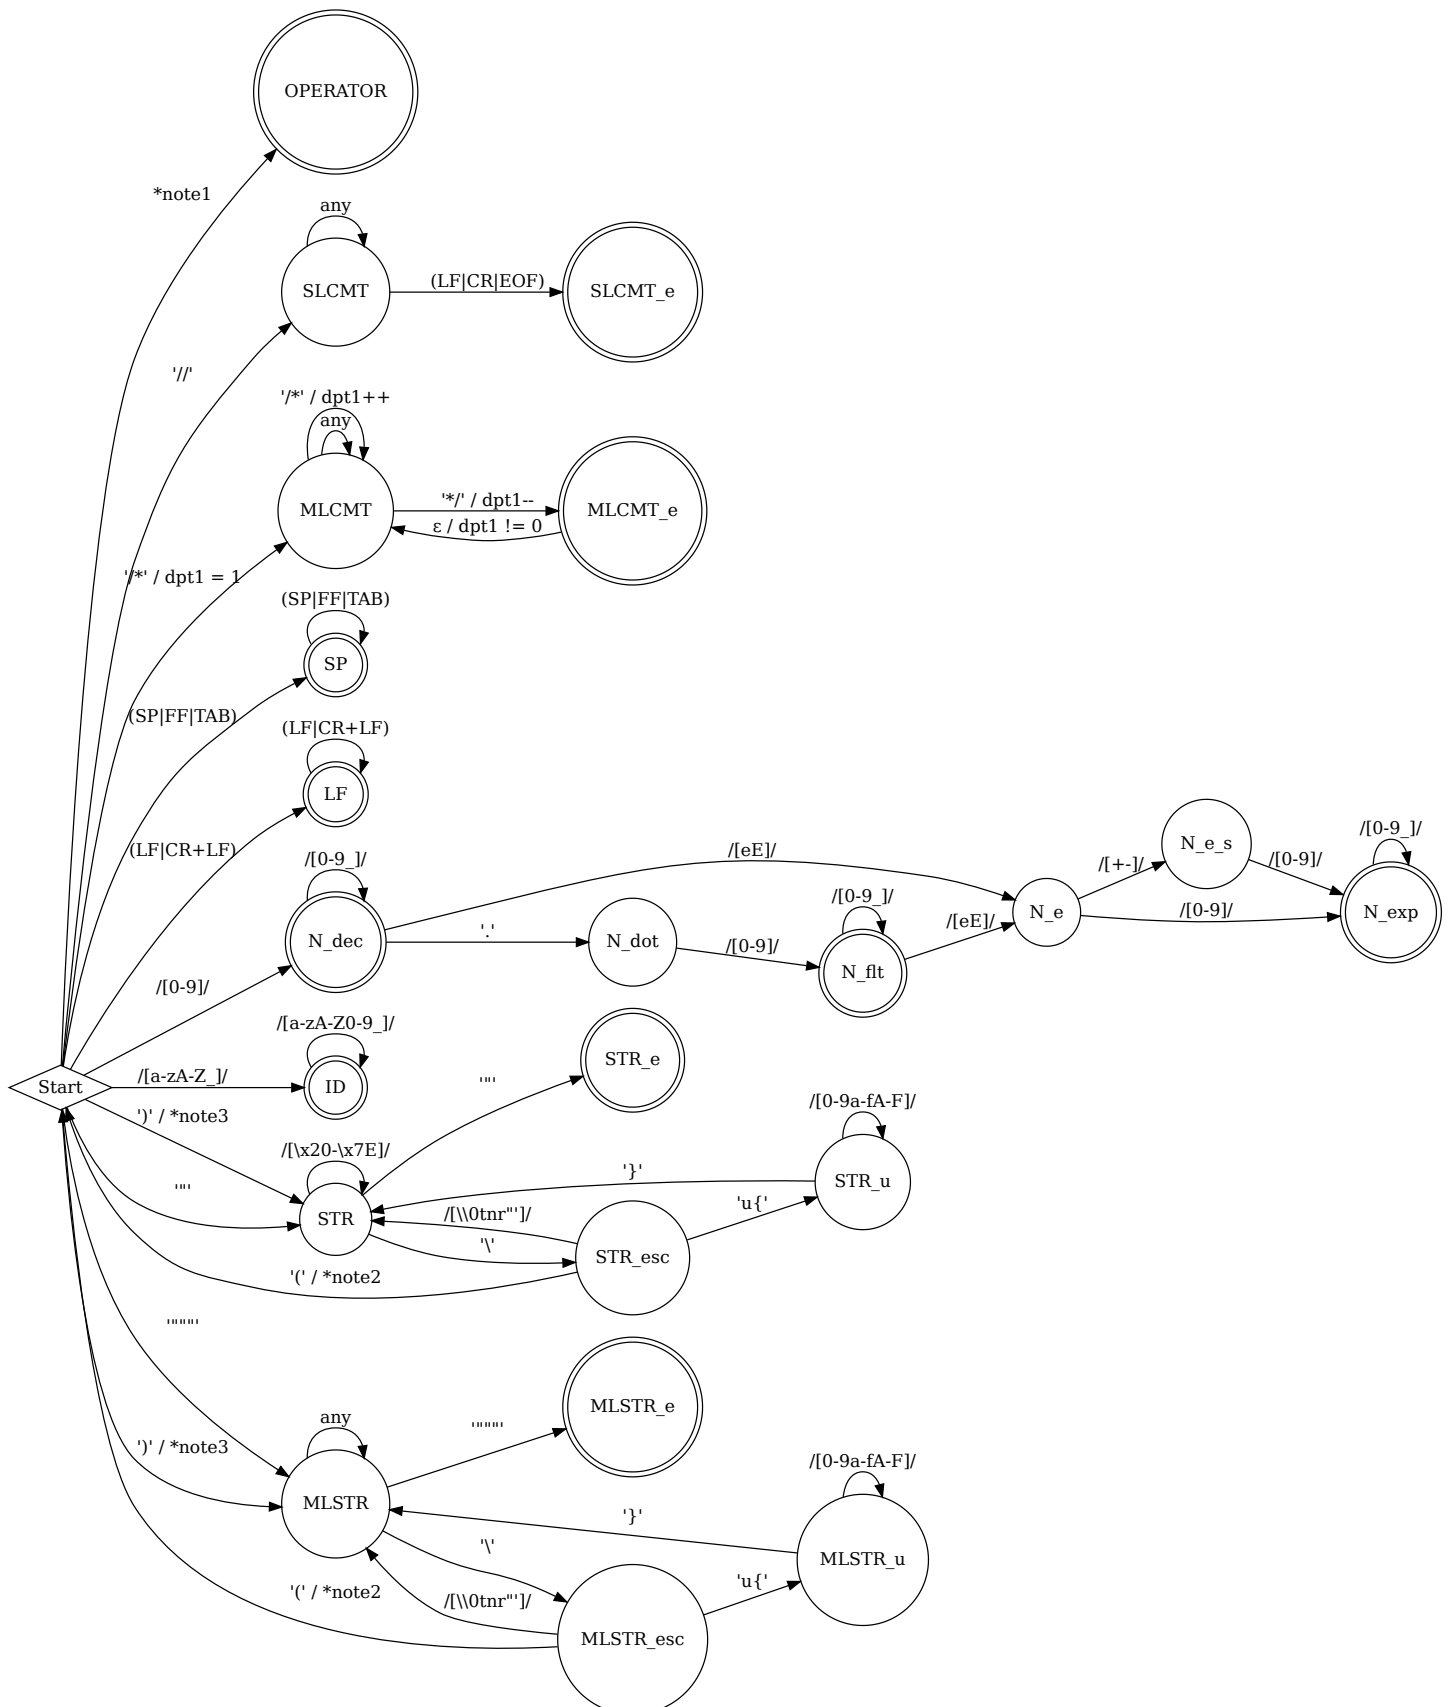 OPERATOR
*note1
any
SLCMT
(LF|CR|EOF)
SLCMT_e
'//'
'/*' / dpt1++
any
MLCMT
'*/' / dpt1--
ε / dpt1 != 0
MLCMT_e
'/*' / dpt1 = 1
(SP|FF|TAB)
SP
(SP|FF|TAB)
(LF|CR+LF)
LF
(LF|CR+LF)
/[0-9_]/
N_dec
/[0-9]/
/[eE]/
'.'
N_dot
/[0-9]/
/[0-9_]/
N_flt
/[eE]/
N_e
/[+-]/
N_e_s
/[0-9]/
/[0-9]/
/[0-9_]/
N_exp
Start
/[a-zA-Z_]/
/[a-zA-Z0-9_]/
ID
')' / *note3
'"'
/[\x20-\x7E]/
STR
'"'
STR_e
'}'
/[\\0tnr"']/
'\'
'(' / *note2
STR_esc
'u{'
/[0-9a-fA-F]/
STR_u
'"""'
')' / *note3
any
MLSTR
'"""'
MLSTR_e
'}'
'\'
/[\\0tnr"']/
'(' / *note2
MLSTR_esc
'u{'
/[0-9a-fA-F]/
MLSTR_u